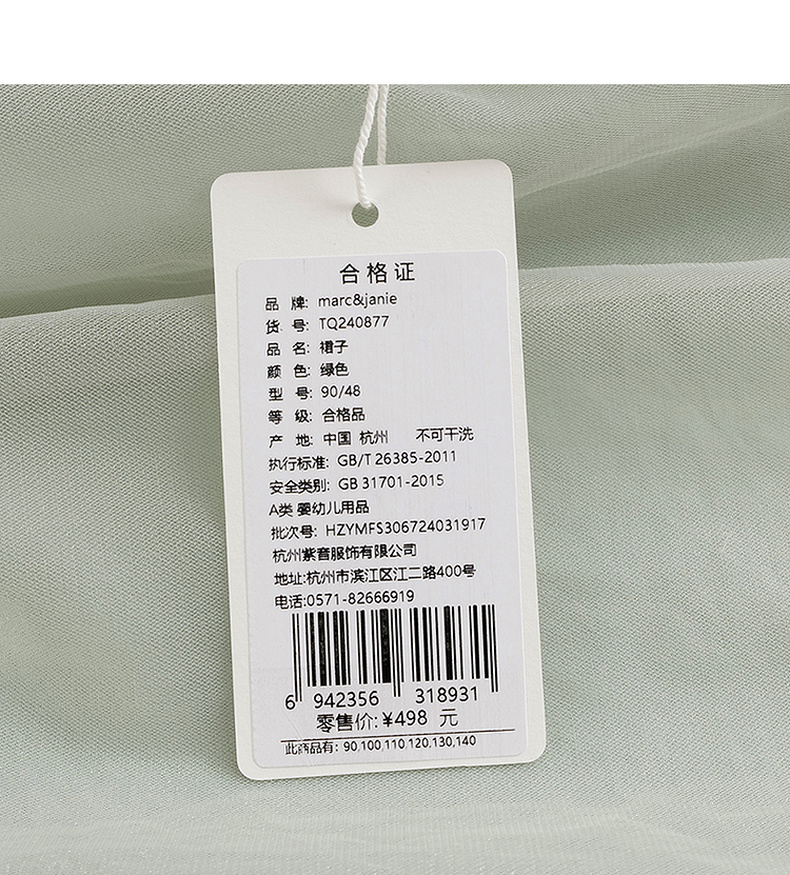 合格证
品 牌: marc&janie
货 号: TQ240877
品 名: 裙子
颜 色: 绿色
型 号: 90/48
等 级: 合格品
产 地: 中国 杭州 不可干洗
执行标准: GB/T 26385-2011
安全类别: GB 31701-2015
A类 婴幼儿用品
批次号: HZYMFS306724031917
杭州紫音服饰有限公司
地址:杭州市滨江区江二路400号
电话:0571-82666919
6 942356 318931
零售价:¥498 元
此商品有: 90,100,110,120,130,140